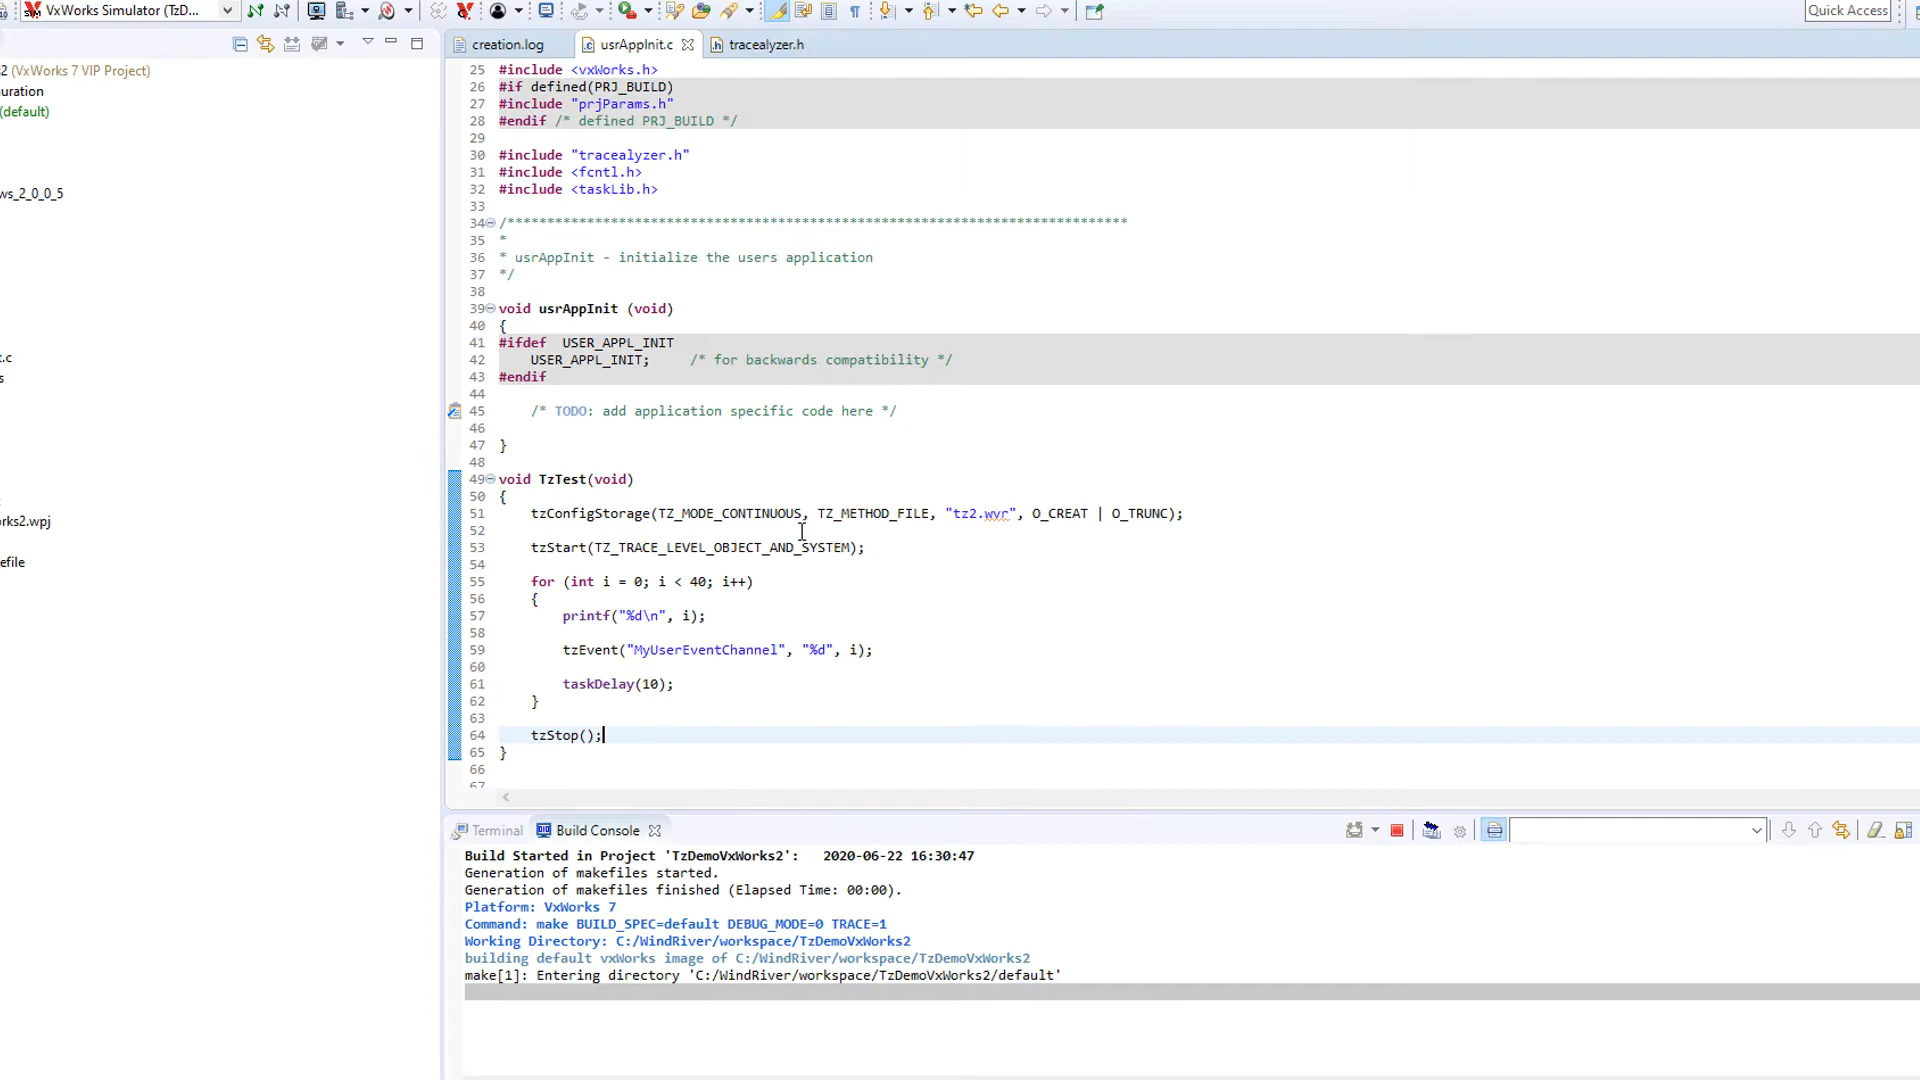 VxWorks Simulator (TzD...
Quick Access
2 (VxWorks 7 VIP Project)
uration
(default)
ws_2_0_0_5
t.c
s
rks2.wpj
efile
creation.log
usrAppInit.c
tracealyzer.h
25 #include <vxWorks.h>
26 #if defined(PRJ_BUILD)
27 #include "prjParams.h"
28 #endif /* defined PRJ_BUILD */
29
30 #include "tracealyzer.h"
31 #include <fcntl.h>
32 #include <taskLib.h>
33
34 /******************************************************************************
35 *
36 * usrAppInit - initialize the users application
37 */
38
39 void usrAppInit (void)
40 {
41 #ifdef  USER_APPL_INIT
42     USER_APPL_INIT;     /* for backwards compatibility */
43 #endif
44
45     /* TODO: add application specific code here */
46
47 }
48
49 void TzTest(void)
50 {
51     tzConfigStorage(TZ_MODE_CONTINUOUS, TZ_METHOD_FILE, "tz2.wvr", O_CREAT | O_TRUNC);
52
53     tzStart(TZ_TRACE_LEVEL_OBJECT_AND_SYSTEM);
54
55     for (int i = 0; i < 40; i++)
56     {
57         printf("%d\n", i);
58
59         tzEvent("MyUserEventChannel", "%d", i);
60
61         taskDelay(10);
62     }
63
64     tzStop();
65 }
66
67
Terminal
Build Console
Build Started in Project 'TzDemoVxWorks2':   2020-06-22 16:30:47
Generation of makefiles started.
Generation of makefiles finished (Elapsed Time: 00:00).
Platform: VxWorks 7
Command: make BUILD_SPEC=default DEBUG_MODE=0 TRACE=1
Working Directory: C:/WindRiver/workspace/TzDemoVxWorks2
building default vxWorks image of C:/WindRiver/workspace/TzDemoVxWorks2
make[1]: Entering directory 'C:/WindRiver/workspace/TzDemoVxWorks2/default'